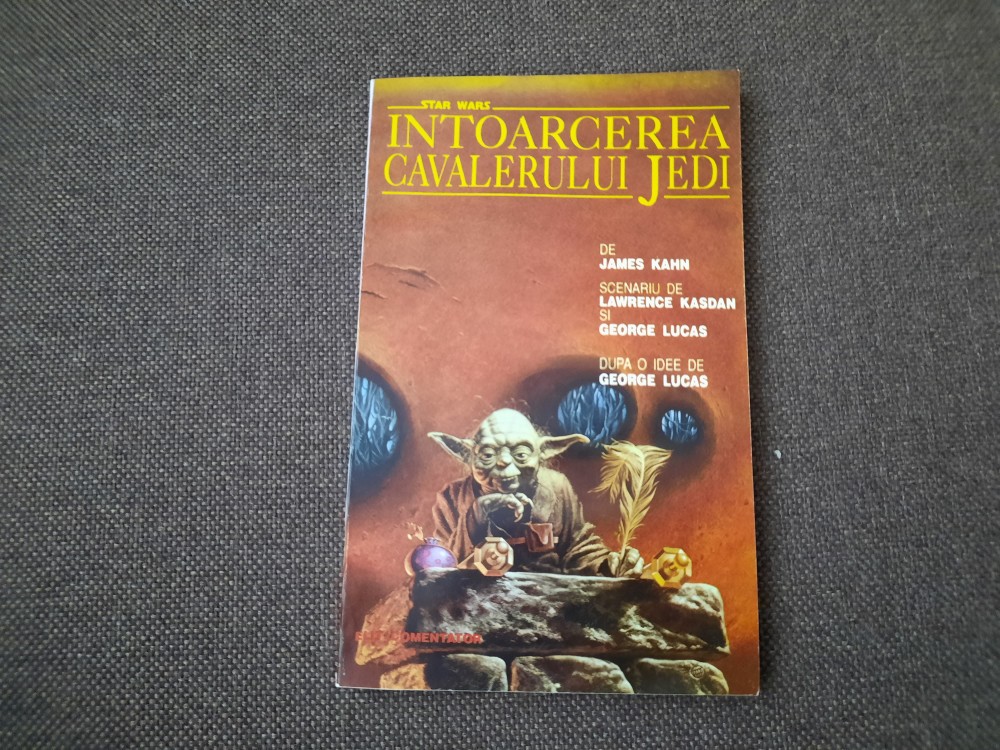 STAR WARS
INTOARCEREA
CAVALERULUI JEDI
DE
JAMES KAHN
SCENARIU DE
LAWRENCE KASDAN
SI
GEORGE LUCAS
DUPA O IDEE DE
GEORGE LUCAS
COMENTATOR